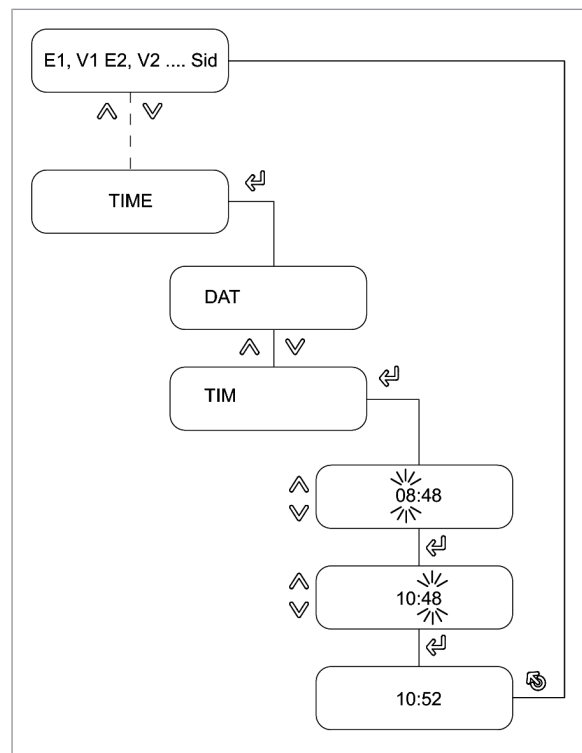 E1, V1 E2, V2 .... Sid
TIME
DAT
TIM
08:48
10:48
10:52